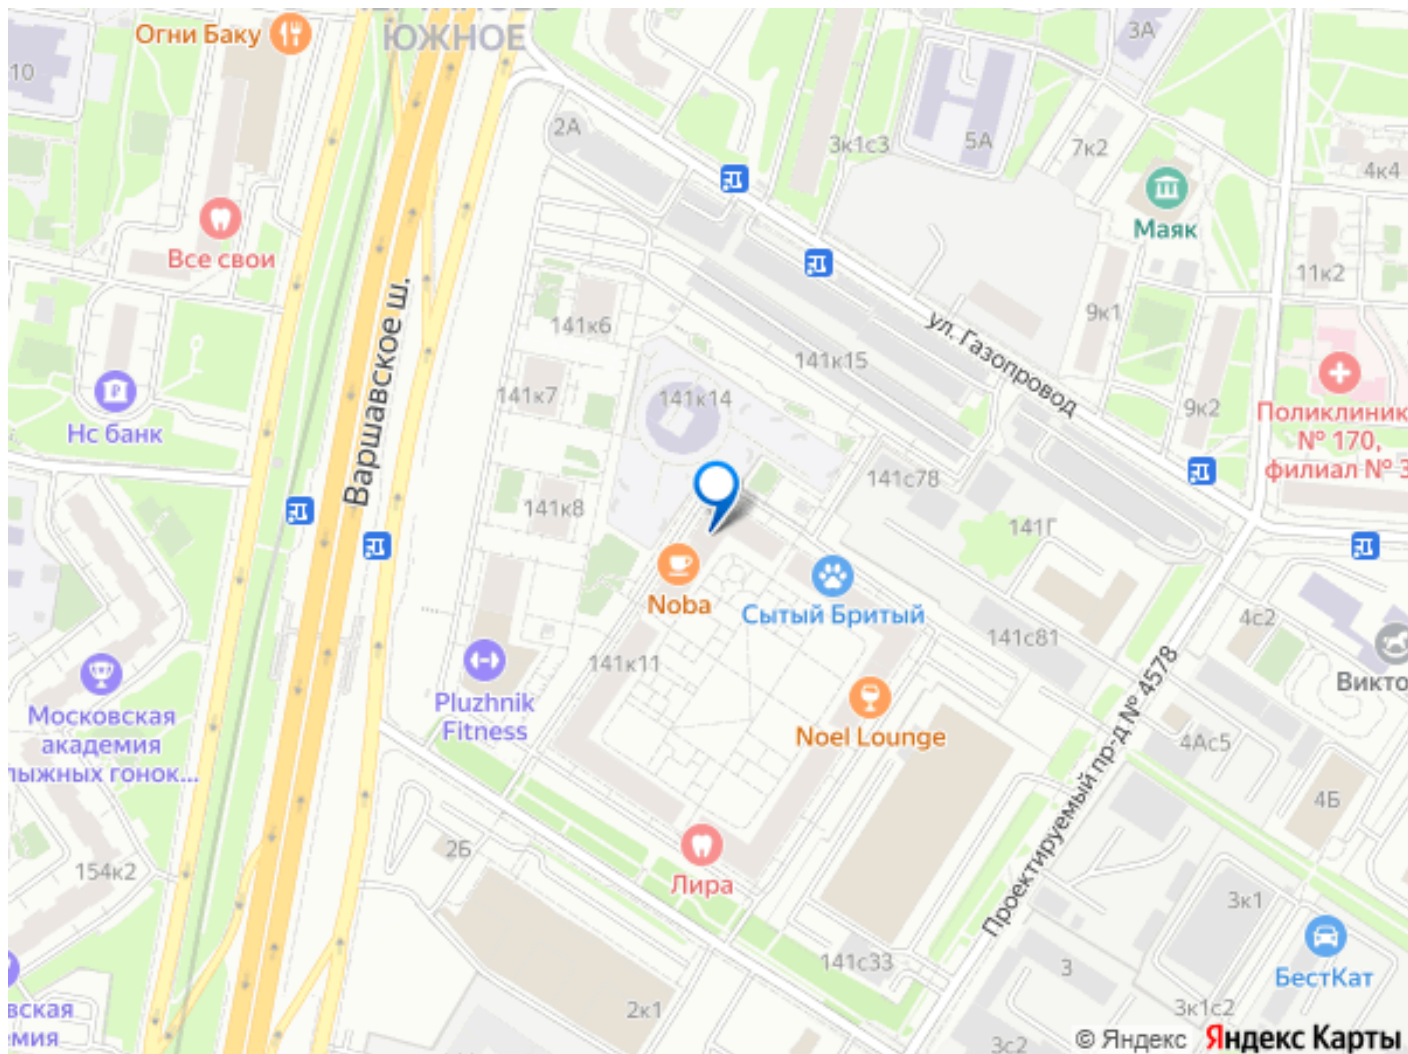 ЮЖНОЕ
Огни Баку
10
3А
2А
3к1с3
5А
7к2
4к4
Маяк
Все свои
11к2
9к1
Варшавское ш.
141к6
ул. Газопровод
141к15
141к7
141к14
9к2
Поликлиник
№ 170,
филиал № 3
Нс банк
141с78
141к8
141Г
Noba
Сытый Бритый
4с2
141с81
141к11
Викто
Pluzhnik
Fitness
Московская
академия
лыжных гонок...
Noel Lounge
Проектируемый пр-д № 4578
4Ас5
4Б
2Б
154к2
Лира
3к1
141с33
3
БестКат
вская
емия
2к1
3к1с2
3с2
© Яндекс Яндекс Карты